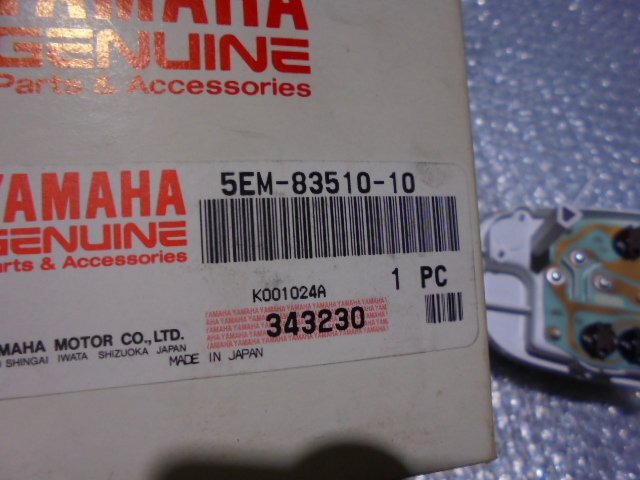 YAMAHA
GENUINE
Parts & Accessories
YAMAHA
GENUINE
Parts & Accessories
5EM-83510-10
1 PC
K001024A
343230
YAMAHA MOTOR CO., LTD.
SHINGAI IWATA SHIZUOKA JAPAN
MADE IN JAPAN